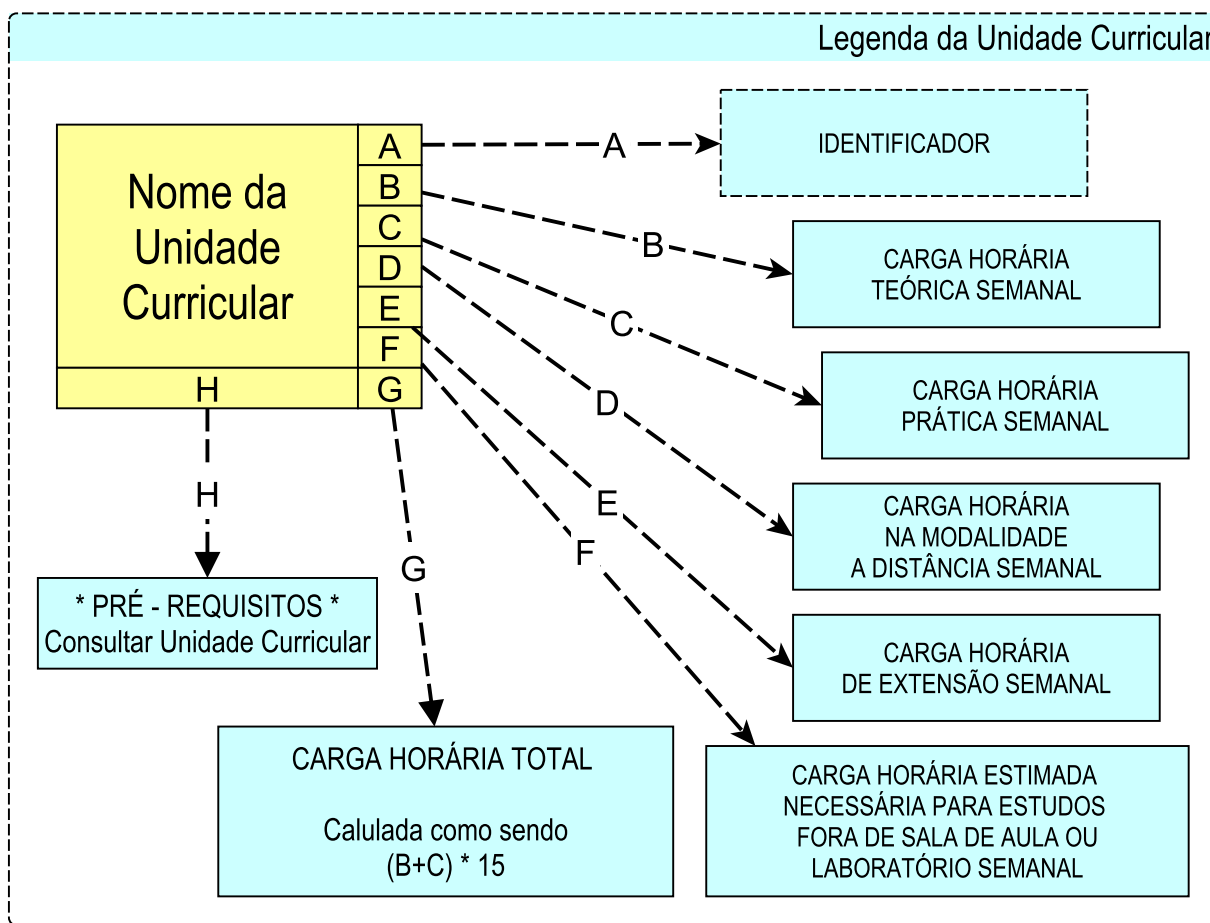 Legenda da Unidade Curricular
Nome da
Unidade
Curricular
A
B
C
D
E
F
H
G
A
IDENTIFICADOR
B
CARGA HORÁRIA
TEÓRICA SEMANAL
C
CARGA HORÁRIA
PRÁTICA SEMANAL
D
CARGA HORÁRIA
NA MODALIDADE
A DISTÂNCIA SEMANAL
E
CARGA HORÁRIA
DE EXTENSÃO SEMANAL
F
CARGA HORÁRIA ESTIMADA
NECESSÁRIA PARA ESTUDOS
FORA DE SALA DE AULA OU
LABORATÓRIO SEMANAL
G
CARGA HORÁRIA TOTAL
Calulada como sendo
(B+C) * 15
H
* PRÉ - REQUISITOS *
Consultar Unidade Curricular